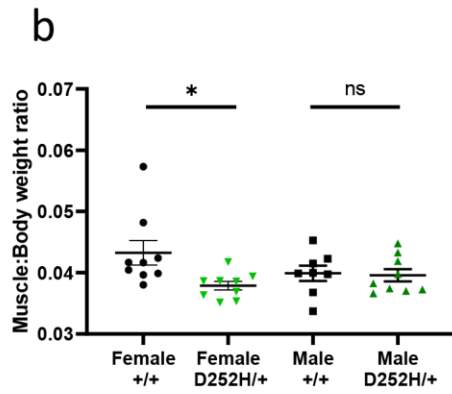 b
Muscle:Body weight ratio
0.07
0.06
0.05
0.04
0.03
*
ns
Female
+/+
Female
D252H/+
Male
+/+
Male
D252H/+